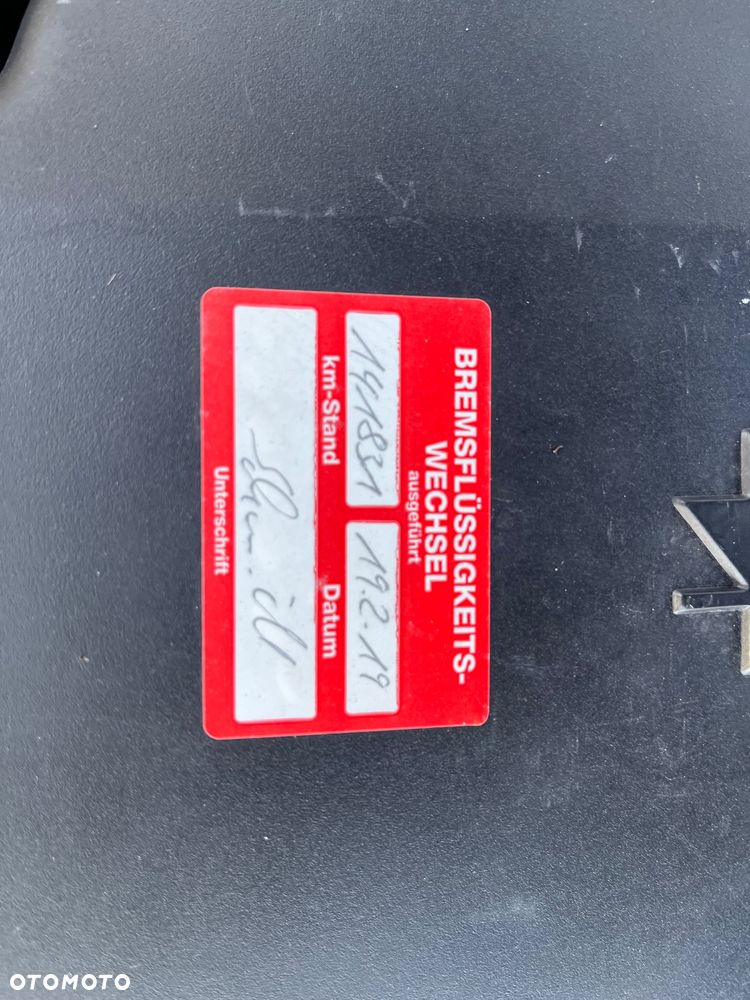 BREMSFLÜSSIGKEITS-
WECHSEL
ausgeführt
141831 19.2.19
km-Stand Datum
Unterschrift
OTOMOTO